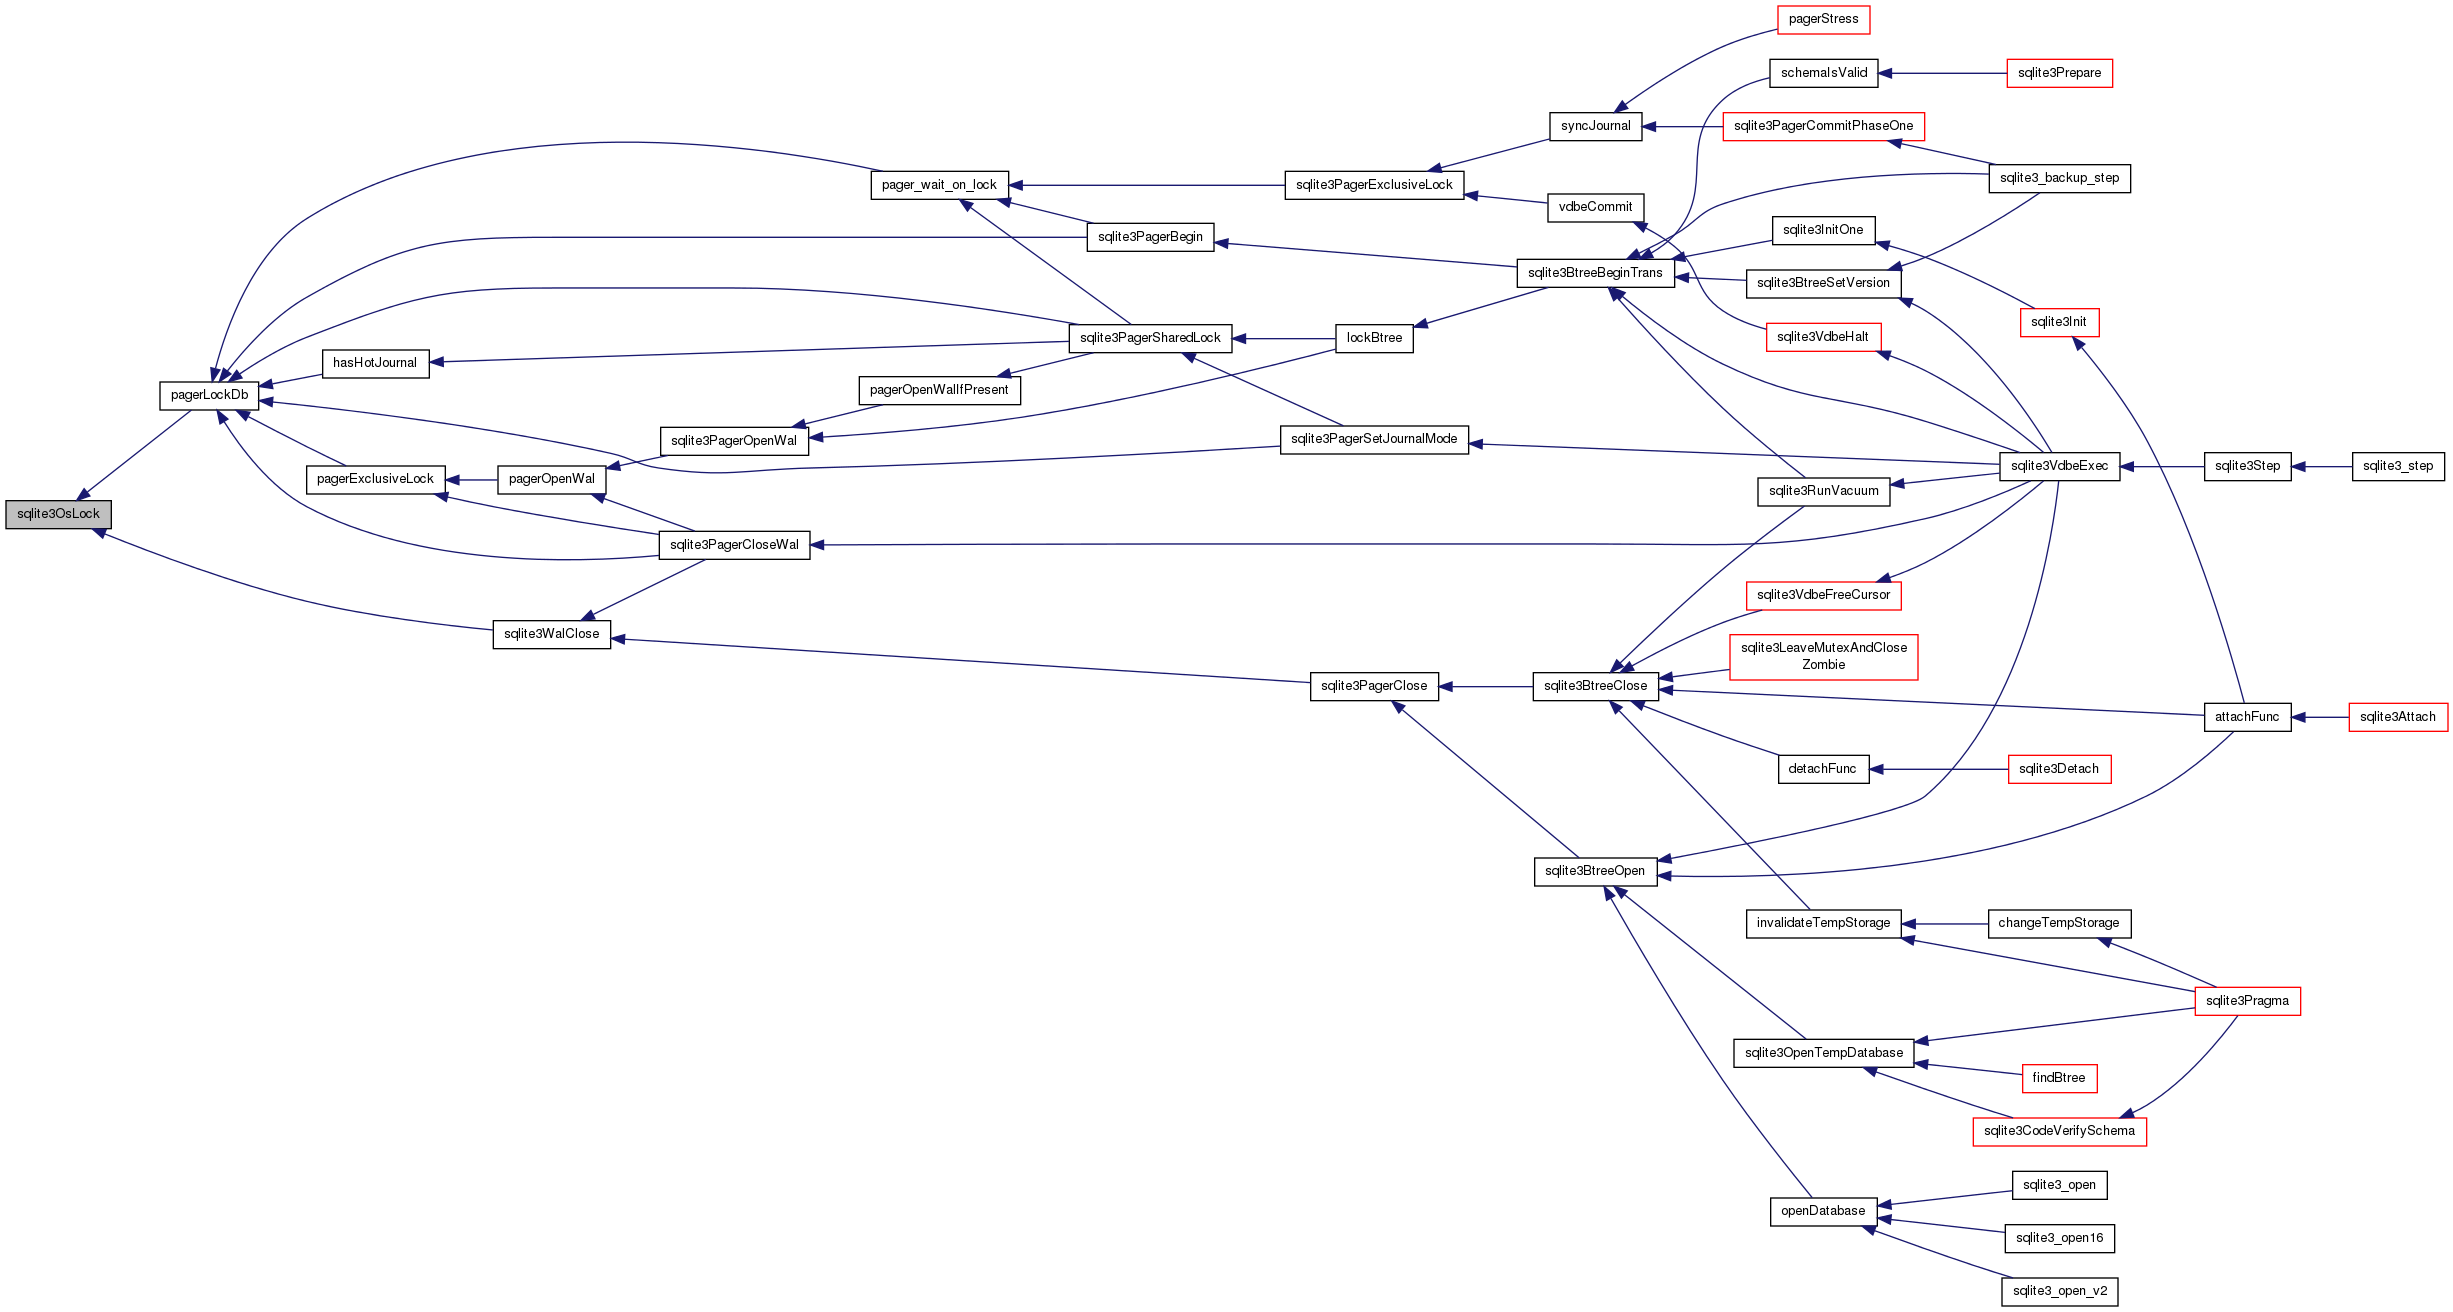 pagerStress
schemaIsValid
sqlite3Prepare
syncJournal
sqlite3PagerCommitPhaseOne
pager_wait_on_lock
sqlite3PagerExclusiveLock
sqlite3_backup_step
vdbeCommit
sqlite3PagerBegin
sqlite3InitOne
sqlite3BtreeBeginTrans
sqlite3BtreeSetVersion
sqlite3Init
hasHotJournal
sqlite3PagerSharedLock
lockBtree
sqlite3VdbeHalt
pagerLockDb
pagerOpenWalIfPresent
sqlite3PagerOpenWal
sqlite3PagerSetJournalMode
pagerExclusiveLock
pagerOpenWal
sqlite3RunVacuum
sqlite3VdbeExec
sqlite3Step
sqlite3_step
sqlite3OsLock
sqlite3PagerCloseWal
sqlite3VdbeFreeCursor
sqlite3WalClose
sqlite3LeaveMutexAndClose
Zombie
sqlite3PagerClose
sqlite3BtreeClose
attachFunc
sqlite3Attach
detachFunc
sqlite3Detach
sqlite3BtreeOpen
invalidateTempStorage
changeTempStorage
sqlite3Pragma
sqlite3OpenTempDatabase
findBtree
sqlite3CodeVerifySchema
sqlite3_open
openDatabase
sqlite3_open16
sqlite3_open_v2